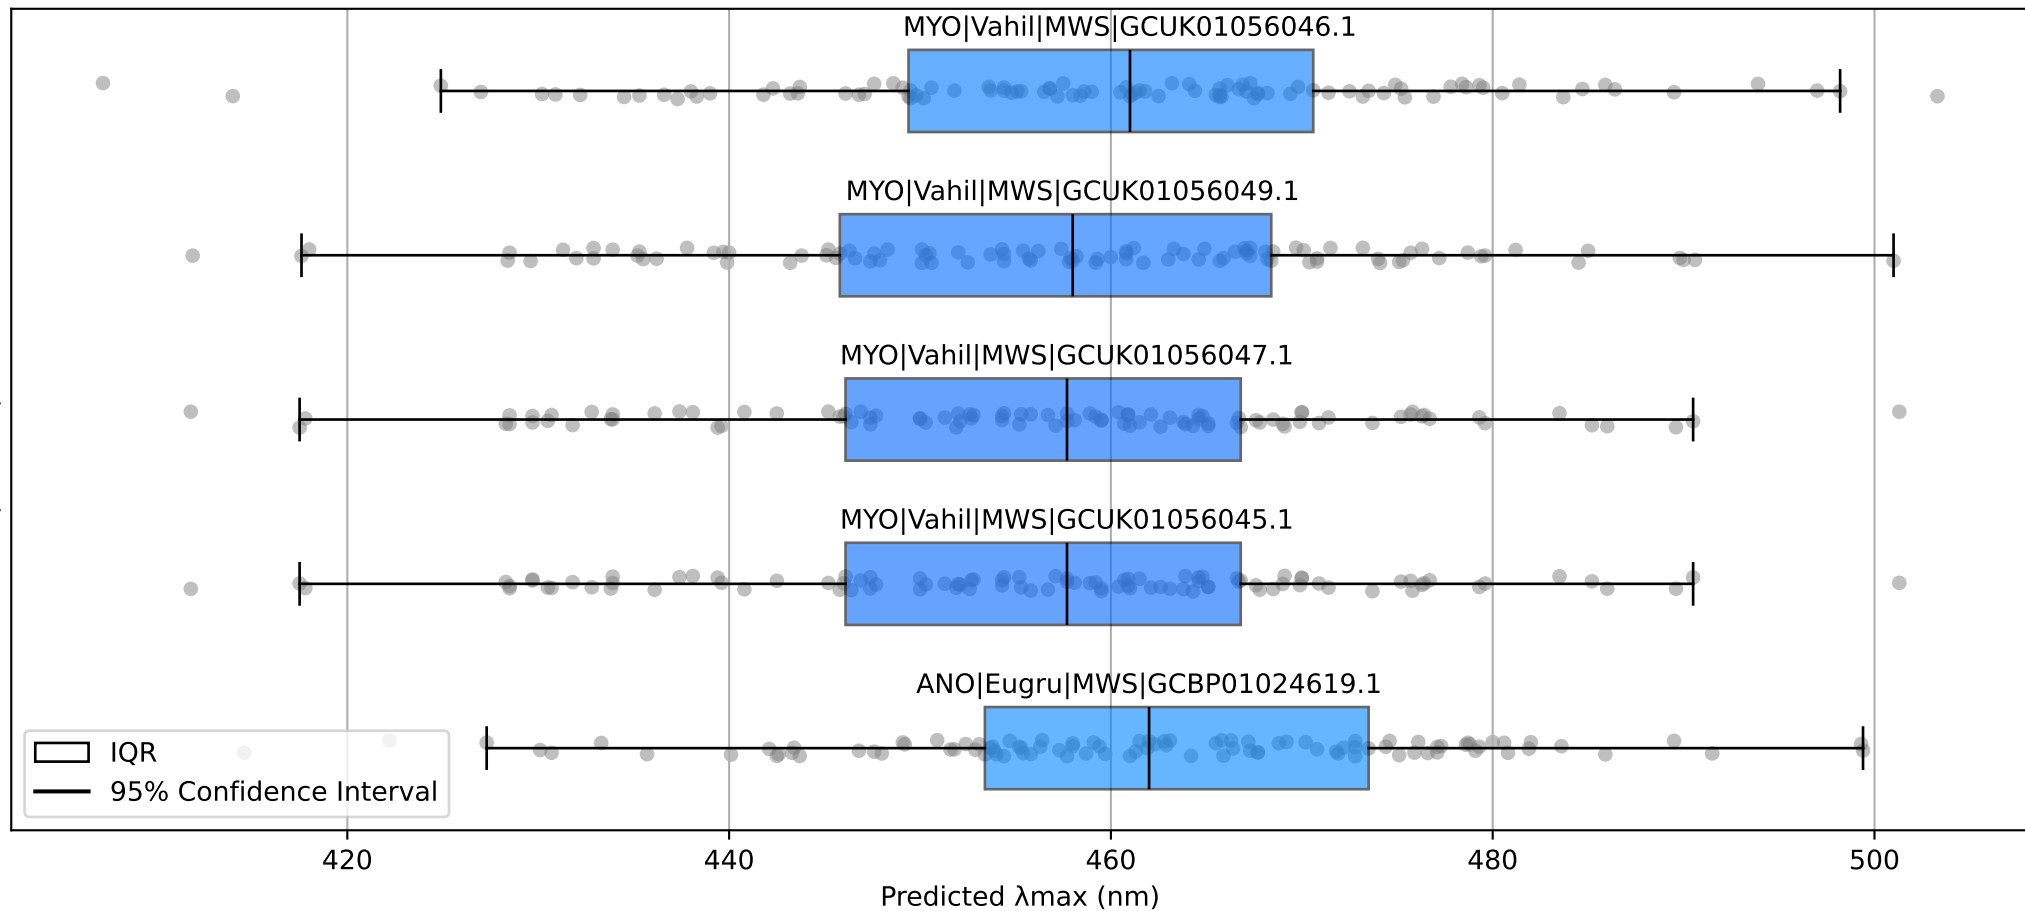 MYO|Vahil|MWS|GCUK01056046.1
MYO|Vahil|MWS|GCUK01056049.1
MYO|Vahil|MWS|GCUK01056047.1
MYO|Vahil|MWS|GCUK01056045.1
ANO|Eugru|MWS|GCBP01024619.1
IQR
95% Confidence Interval
420 440 460 480 500
Predicted λmax (nm)